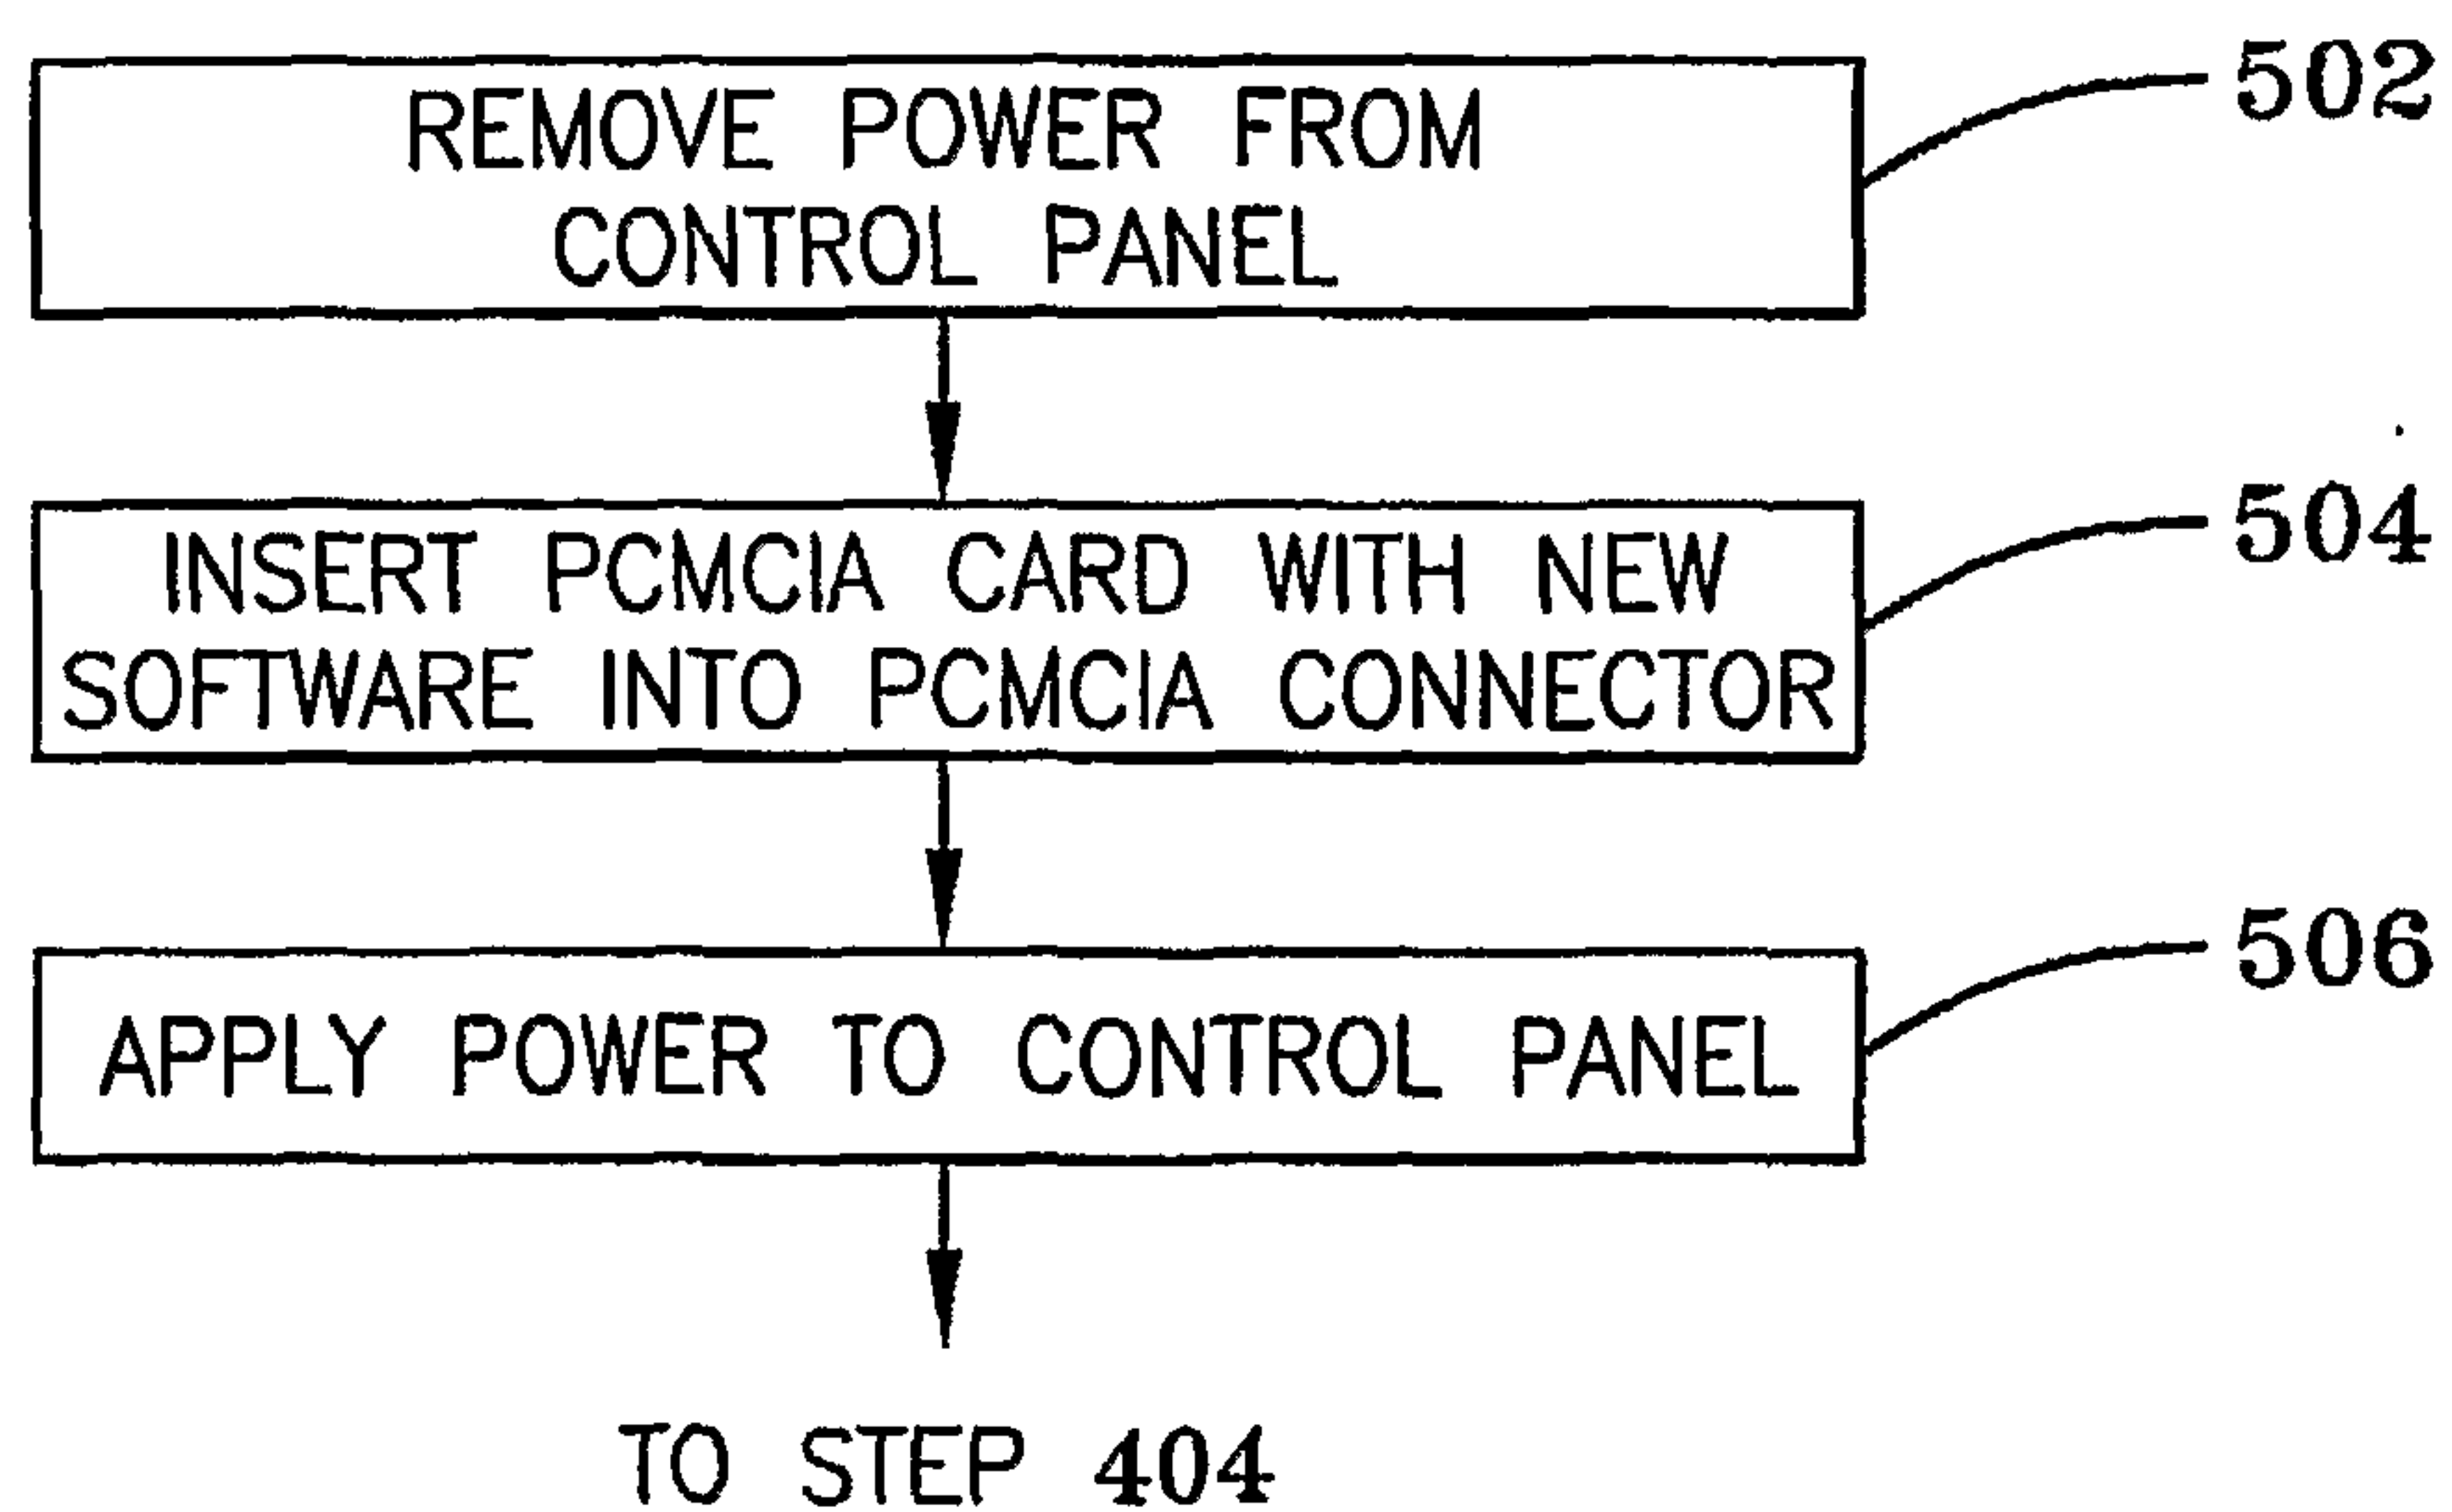 REMOVE POWER FROM
CONTROL PANEL
502
INSERT PCMCIA CARD WITH NEW
SOFTWARE INTO PCMCIA CONNECTOR
504
APPLY POWER TO CONTROL PANEL
506
TO STEP 404